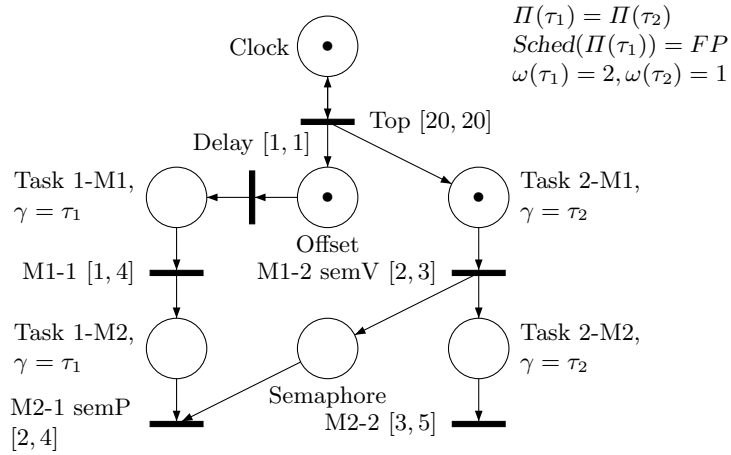 Π(τ₁) = Π(τ₂)
Sched(Π(τ₁)) = FP
ω(τ₁) = 2, ω(τ₂) = 1
Clock
Top [20, 20]
Delay [1, 1]
Task 1-M1,
γ = τ₁
Offset
Task 2-M1,
γ = τ₂
M1-1 [1, 4]
M1-2 semV [2, 3]
Task 1-M2,
γ = τ₁
Semaphore
Task 2-M2,
γ = τ₂
M2-1 semP
[2, 4]
M2-2 [3, 5]